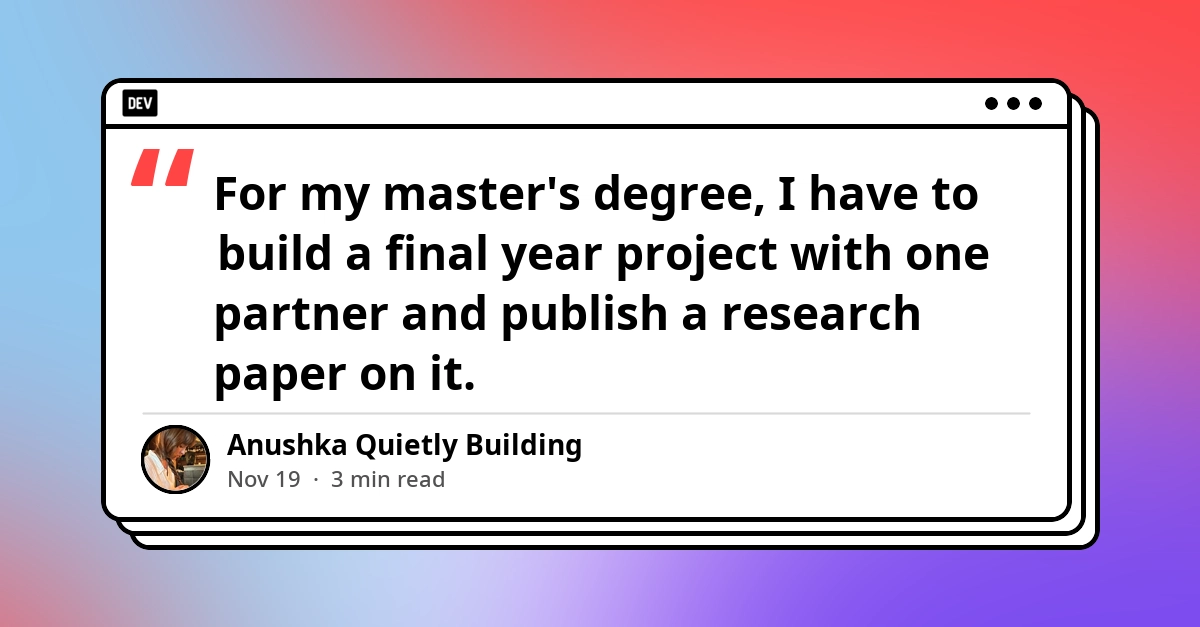 DEV
“
For my master's degree, I have to
build a final year project with one
partner and publish a research
paper on it.
Anushka Quietly Building
Nov 19 · 3 min read